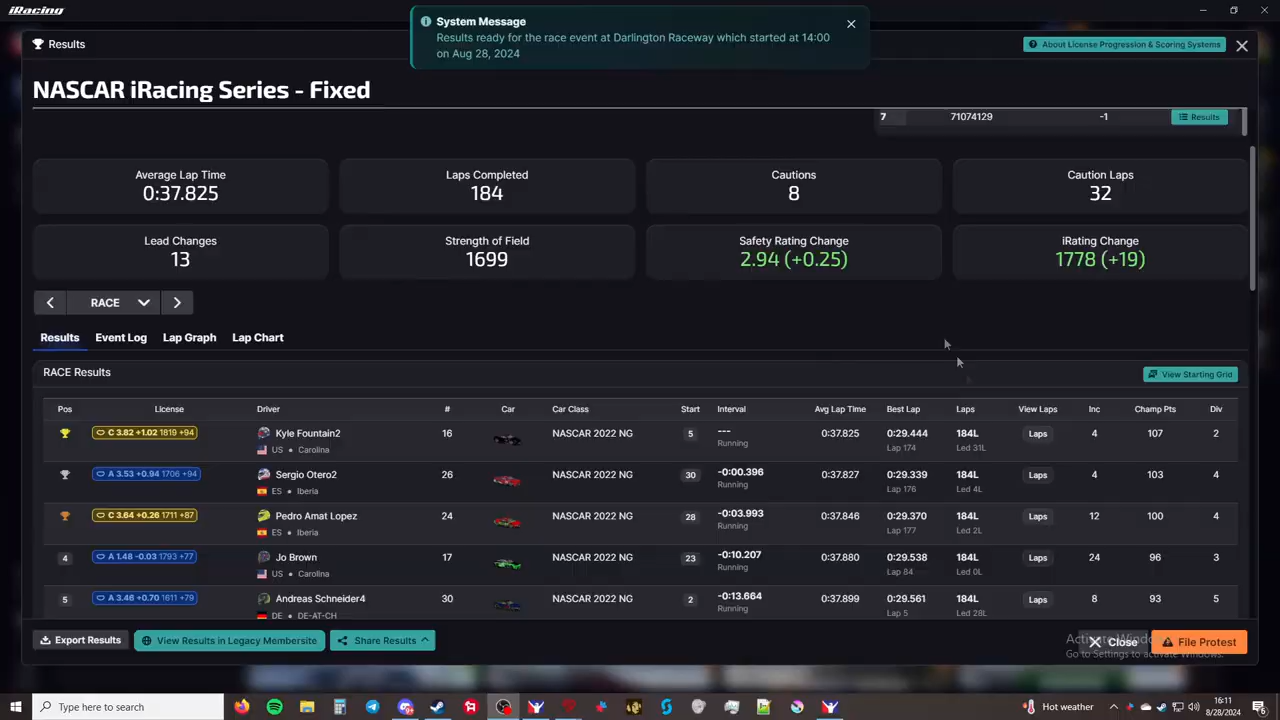 iRacing
System Message
Results ready for the race event at Darlington Raceway which started at 14:00
on Aug 28, 2024
Results
About License Progression & Scoring Systems
NASCAR iRacing Series - Fixed
7 71074129 -1 Results
Average Lap Time Laps Completed Cautions Caution Laps
0:37.825 184 8 32
Lead Changes Strength of Field Safety Rating Change iRating Change
13 1699 2.94 (+0.25) 1778 (+19)
RACE
Results Event Log Lap Graph Lap Chart
RACE Results
View Starting Grid
Pos License Driver # Car Car Class Start Interval Avg Lap Time Best Lap Laps View Laps Inc Champ Pts Div
C 3.82 +1.02 1819 +94 Kyle Fountain2 16 NASCAR 2022 NG 5 --- 0:37.825 0:29.444 184L Laps 4 107 2
US • Carolina Running Lap 174 Led 31L
A 3.53 +0.94 1706 +94 Sergio Otero2 26 NASCAR 2022 NG 30 -0:00.396 0:37.827 0:29.339 184L Laps 4 103 4
ES • Iberia Running Lap 176 Led 4L
C 3.64 +0.26 1711 +87 Pedro Amat Lopez 24 NASCAR 2022 NG 28 -0:03.993 0:37.846 0:29.370 184L Laps 12 100 4
ES • Iberia Running Lap 177 Led 2L
4 A 1.48 -0.03 1793 +77 Jo Brown 17 NASCAR 2022 NG 23 -0:10.207 0:37.880 0:29.538 184L Laps 24 96 3
US • Carolina Running Lap 84 Led 0L
5 A 3.46 +0.70 1611 +79 Andreas Schneider4 30 NASCAR 2022 NG 2 -0:13.664 0:37.899 0:29.561 184L Laps 8 93 5
DE • DE-AT-CH Running Lap 5 Led 28L
Export Results View Results in Legacy Membersite Share Results Close File Protest
Activate Windows
Go to Settings to activate Windows.
Type here to search
Hot weather
16:11
8/28/2024